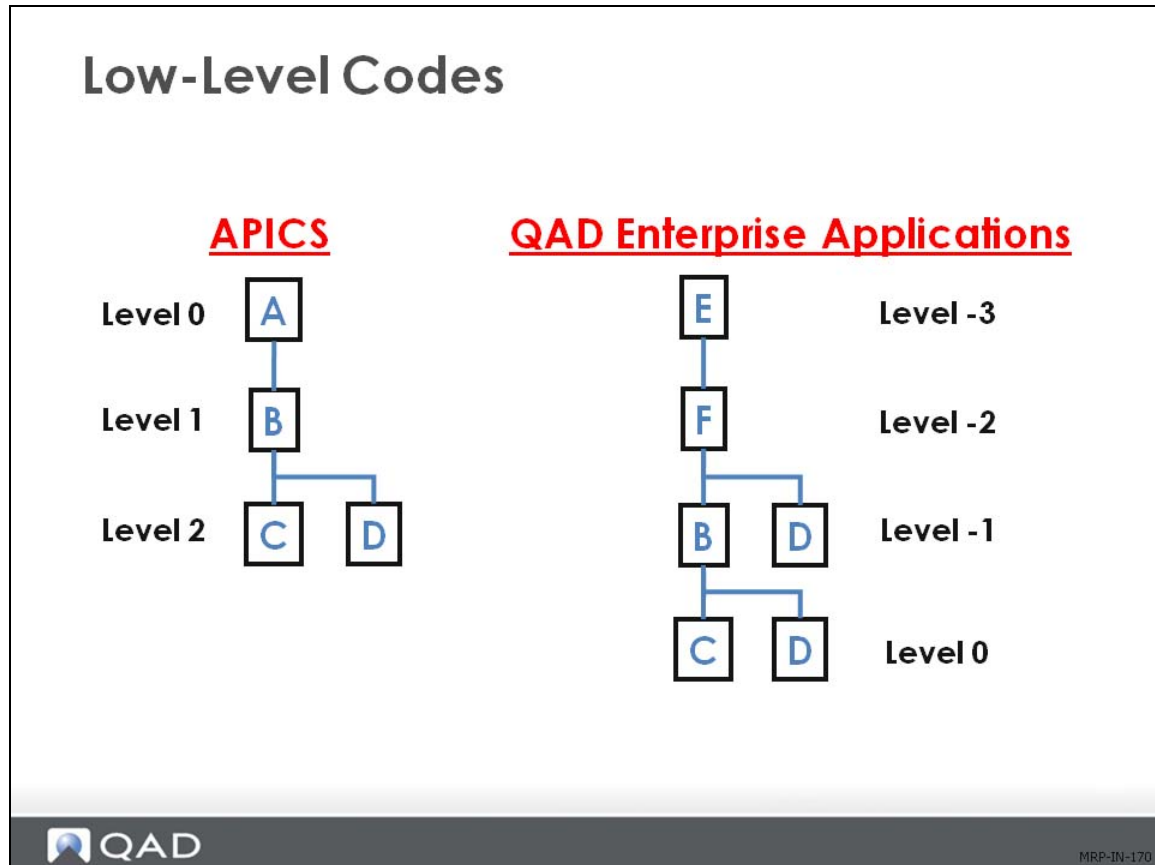 Low-Level Codes
APICS
QAD Enterprise Applications
Level 0
A
E
Level -3
Level 1
B
F
Level -2
Level 2
C
D
B
D
Level -1
C
D
Level 0
QAD
MRP-IN-170